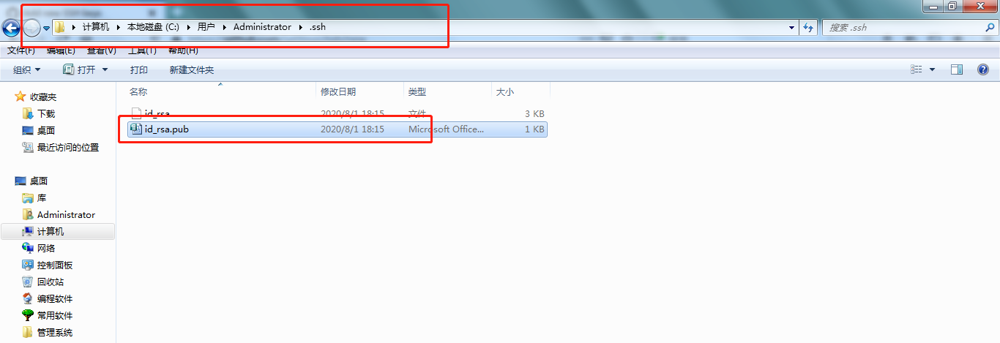 计算机 本地磁盘 (C:) 用户 Administrator .ssh 搜索 .ssh
文件(F) 编辑(E) 查看(V) 工具(T) 帮助(H)
组织 打开 打印 新建文件夹
名称 修改日期 类型 大小
id_rsa 2020/8/1 18:15 文件 3 KB
id_rsa.pub 2020/8/1 18:15 Microsoft Office... 1 KB
收藏夹
下载
桌面
最近访问的位置
桌面
库
Administrator
计算机
网络
控制面板
回收站
编程软件
常用软件
管理系统